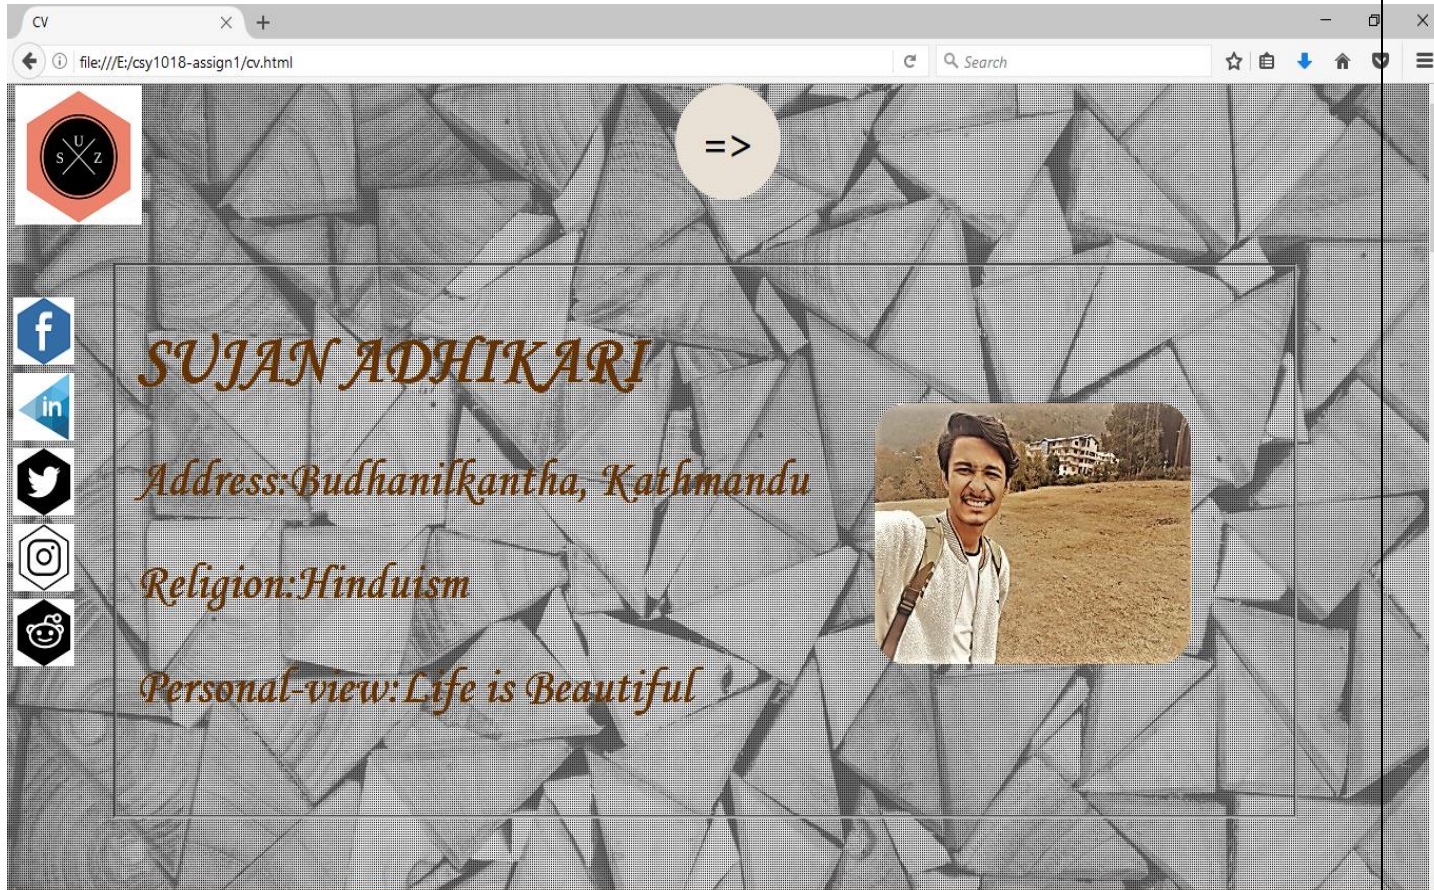 CV
file:///E:/csy1018-assign1/cv.html
Search
U
S Z
=>
f
in
SUJAN ADHIKARI
Address:Budhanilkantha, Kathmandu
Religion:Hinduism
Personal-view:Life is Beautiful